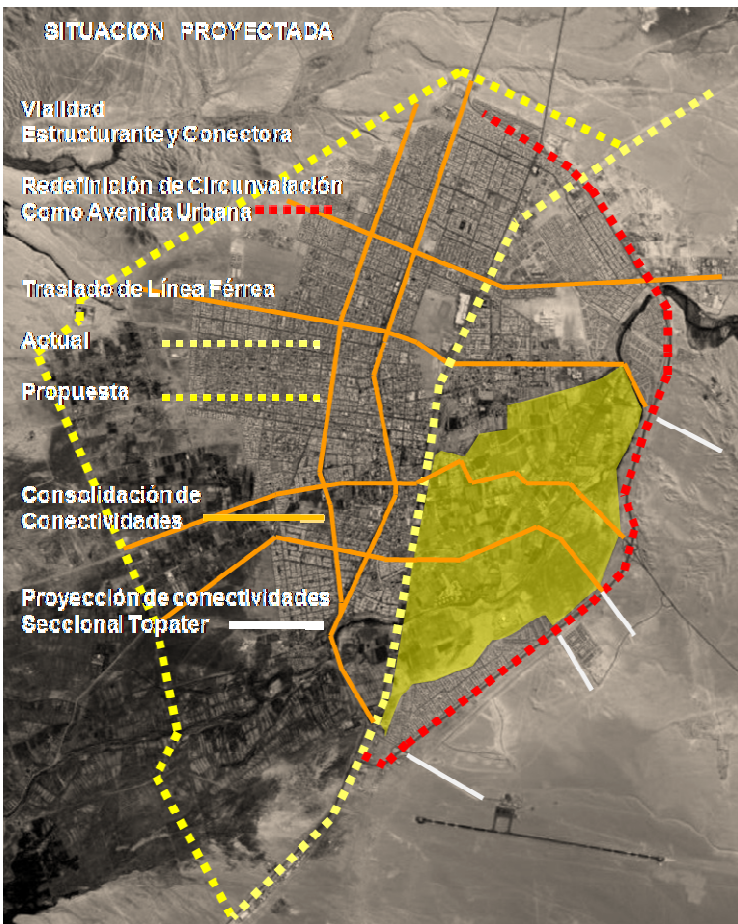 SITUACION PROYECTADA
Vialidad
Estructurante y Conectora
Redefinición de Circunvalación
Como Avenida Urbana
Traslado de Línea Férrea
Actual
Propuesta
Consolidación de
Conectividades
Proyección de conectividades
Seccional Topater